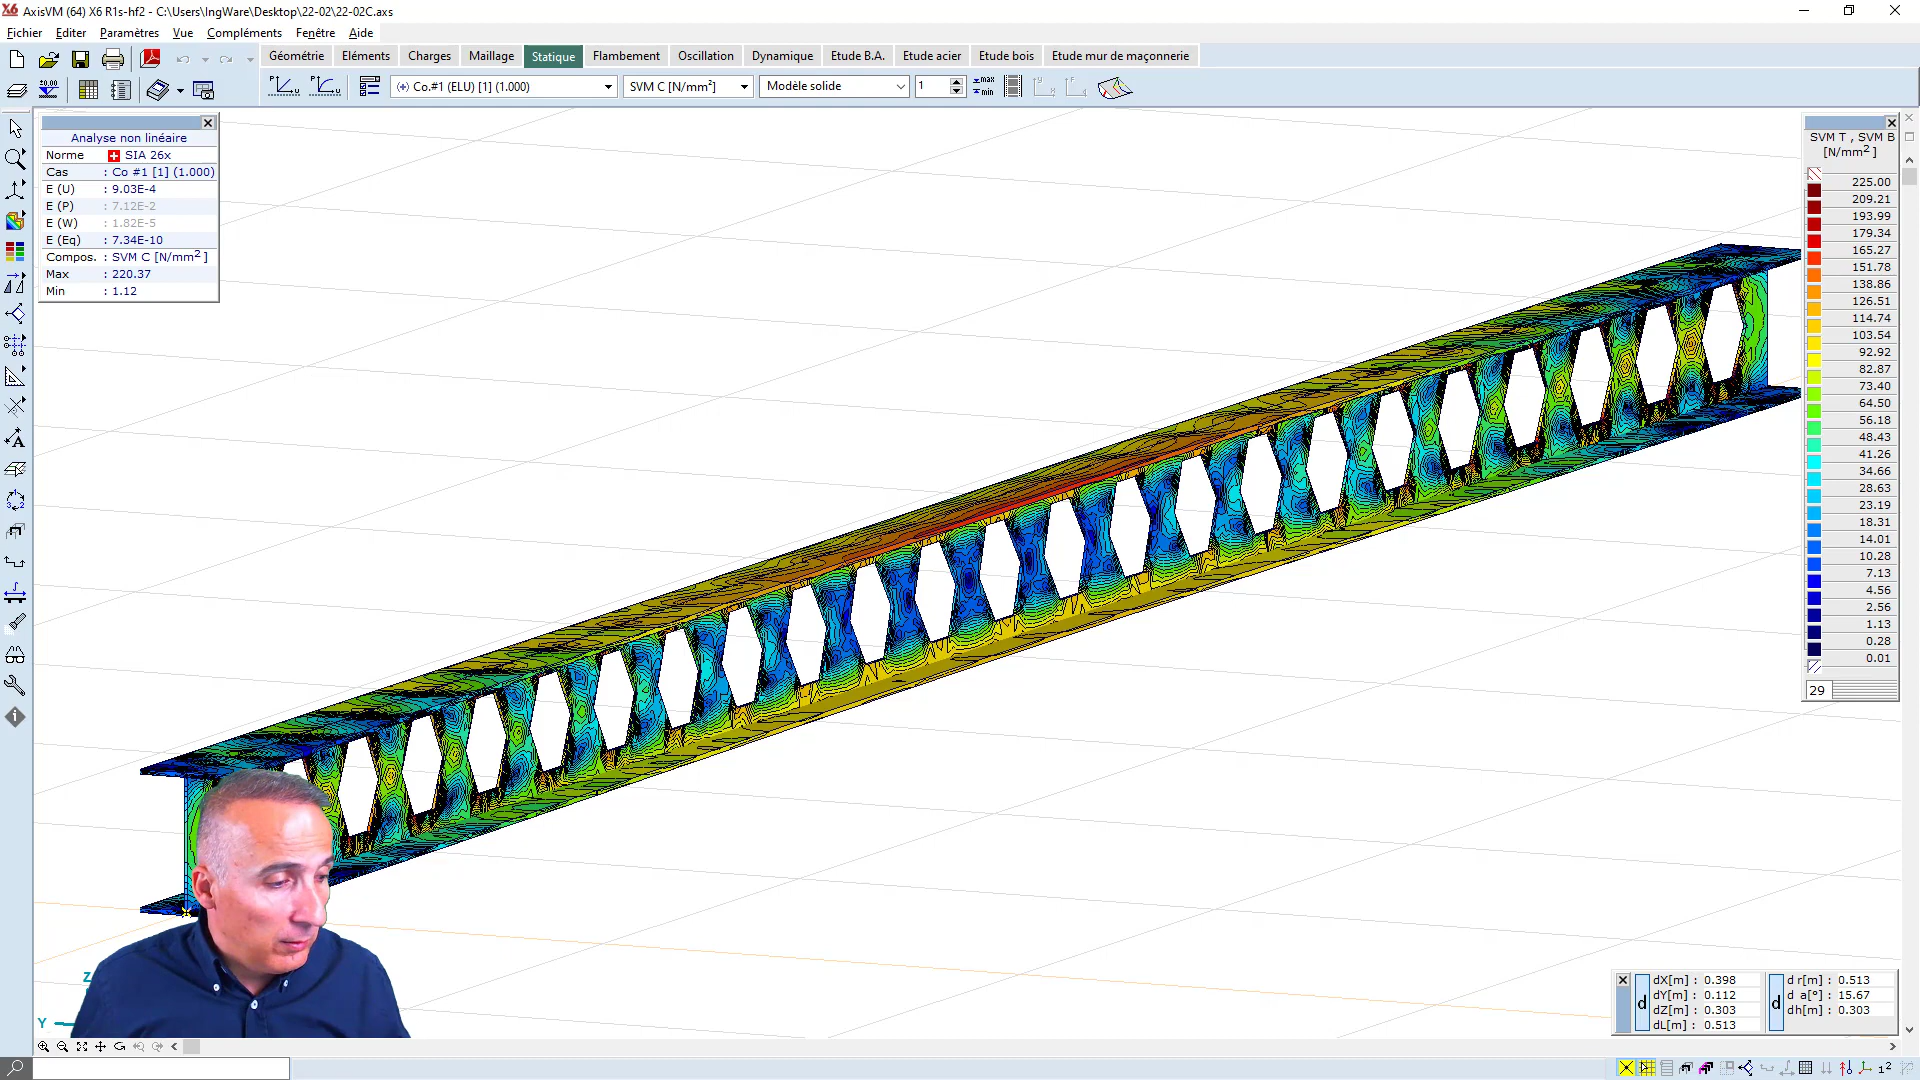 AxisVM (64) X6 R1s-hf2 - C:\Users\IngWare\Desktop\22-02\22-02C.axs
Fichier Editer Paramètres Vue Compléments Fenêtre Aide
Géométrie Eléments Charges Maillage Statique Flambement Oscillation Dynamique Etude B.A. Etude acier Etude bois Etude mur de maçonnerie
Co.#1 (ELU) [1] (1.000) SVM C [N/mm²] Modèle solide 1 max min
Analyse non linéaire
Norme SIA 26x
Cas : Co #1 [1] (1.000)
E (U) : 9.03E-4
E (P) : 7.12E-2
E (W) : 1.82E-5
E (Eq) : 7.34E-10
Compos. : SVM C [N/mm²]
Max : 220.37
Min : 1.12
SVM T , SVM B
[N/mm²]
225.00
209.21
193.99
179.34
165.27
151.78
138.86
126.51
114.74
103.54
92.92
82.87
73.40
64.50
56.18
48.43
41.26
34.66
28.63
23.19
18.31
14.01
10.28
7.13
4.56
2.56
1.13
0.28
0.01
29
Z
Y
d
dX[m] : 0.398
dY[m] : 0.112
dZ[m] : 0.303
dL[m] : 0.513
d
d r[m] : 0.513
d a[°] : 15.67
dh[m] : 0.303